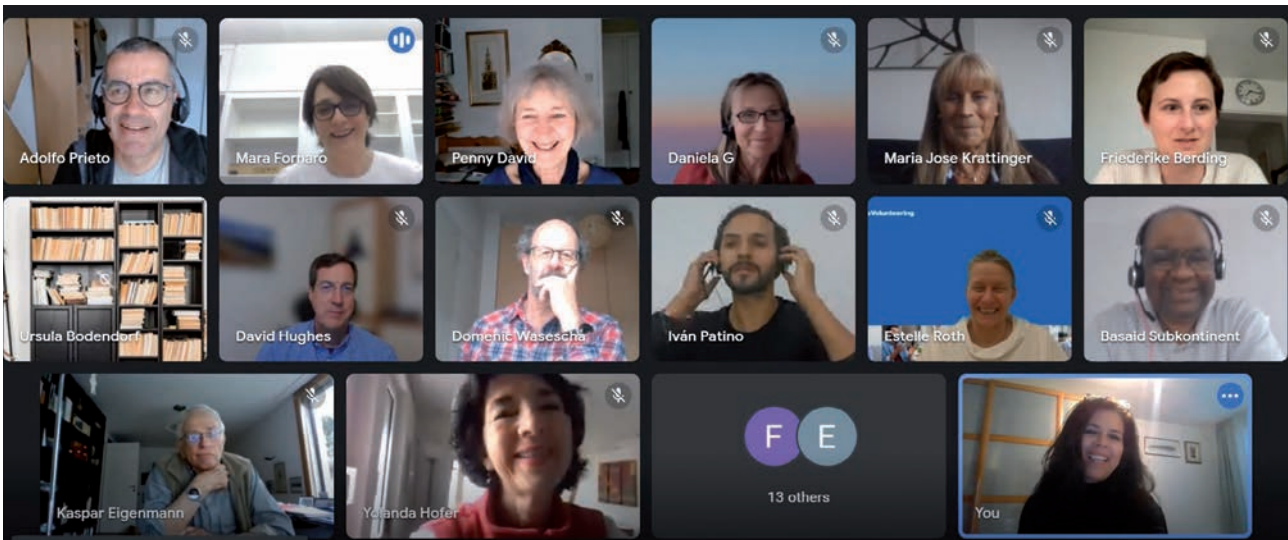 Adolfo Prieto
Mara Fornaro
Penny David
Daniela G
Maria Jose Krattinger
Friederike Berding
Ursula Bodendorf
David Hughes
Domenic Wasescha
Iván Patino
Volunteering
Estelle Roth
Basaid Subkontinent
Kaspar Eigenmann
Yolanda Hofer
F E
13 others
You